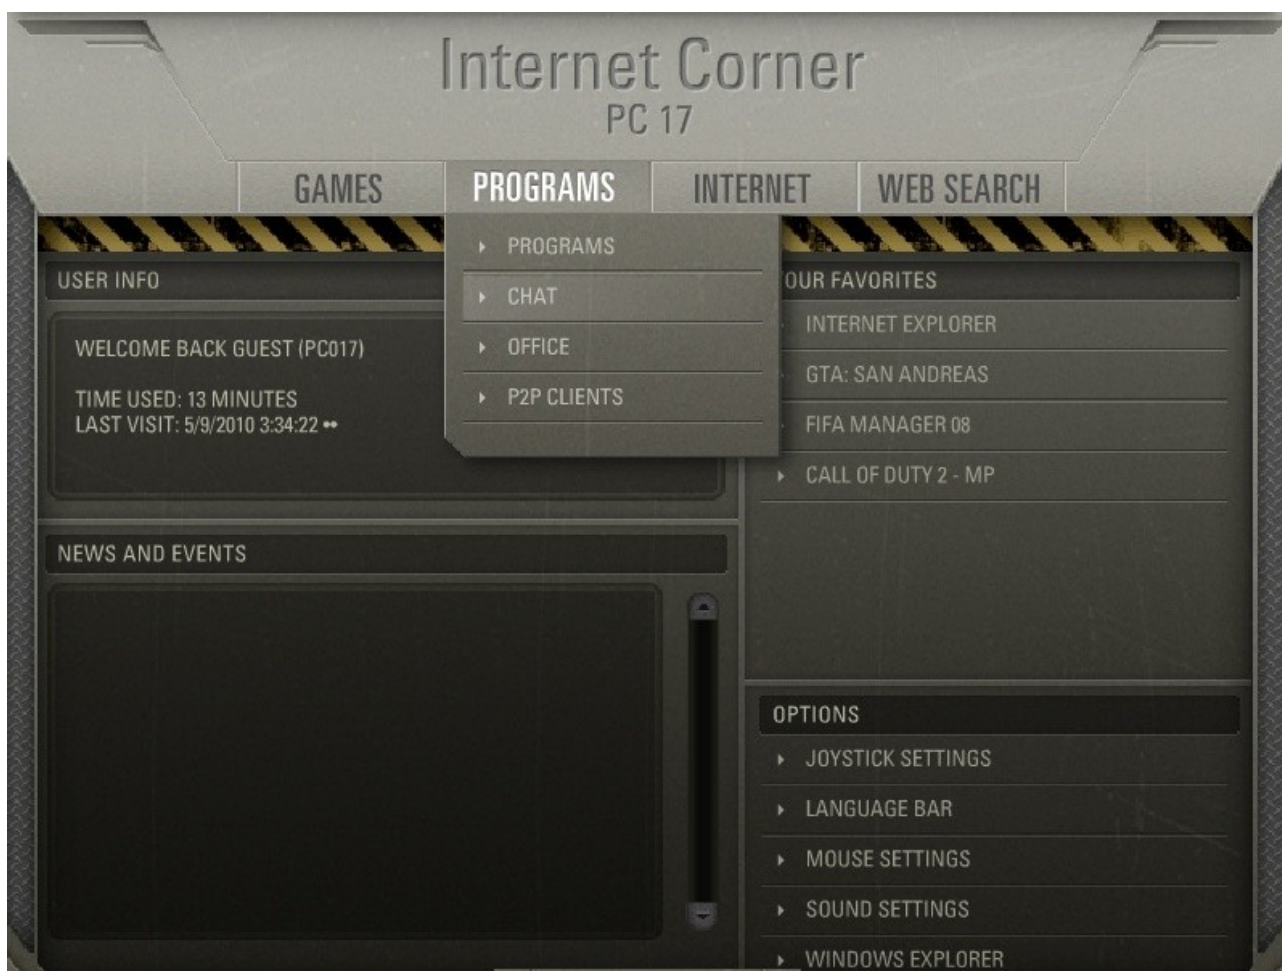 Internet Corner
PC 17
GAMES
PROGRAMS
INTERNET
WEB SEARCH
PROGRAMS
CHAT
OFFICE
P2P CLIENTS
USER INFO
WELCOME BACK GUEST (PC017)
TIME USED: 13 MINUTES
LAST VISIT: 5/9/2010 3:34:22
NEWS AND EVENTS
OUR FAVORITES
INTERNET EXPLORER
GTA: SAN ANDREAS
FIFA MANAGER 08
CALL OF DUTY 2 - MP
OPTIONS
JOYSTICK SETTINGS
LANGUAGE BAR
MOUSE SETTINGS
SOUND SETTINGS
WINDOWS EXPLORER